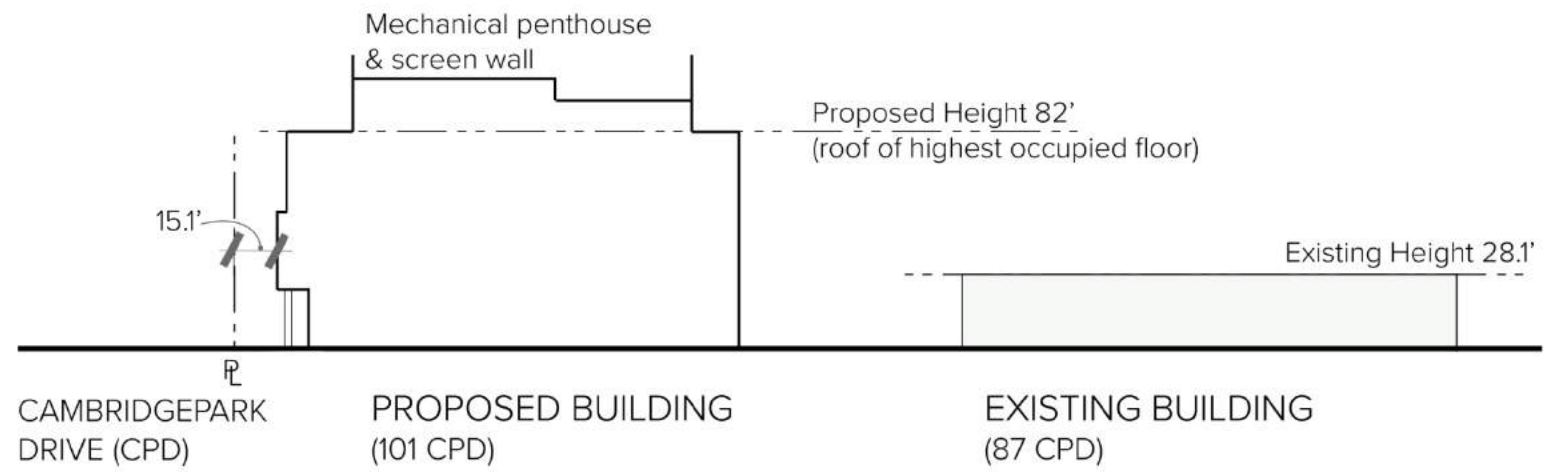 Mechanical penthouse
& screen wall
Proposed Height 82'
(roof of highest occupied floor)
15.1'
Existing Height 28.1'
PL
CAMBRIDGEPARK
DRIVE (CPD)
PROPOSED BUILDING
(101 CPD)
EXISTING BUILDING
(87 CPD)